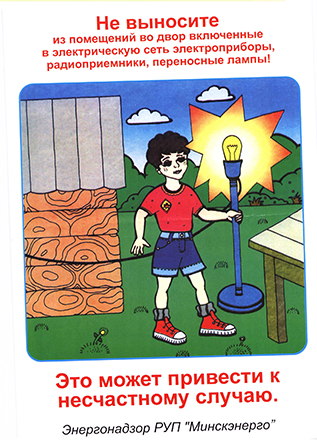 Не выносите
из помещений во двор включенные
в электрическую сеть электроприборы,
радиоприемники, переносные лампы!
Это может привести к
несчастному случаю.
Энергонадзор РУП "Минскэнерго”